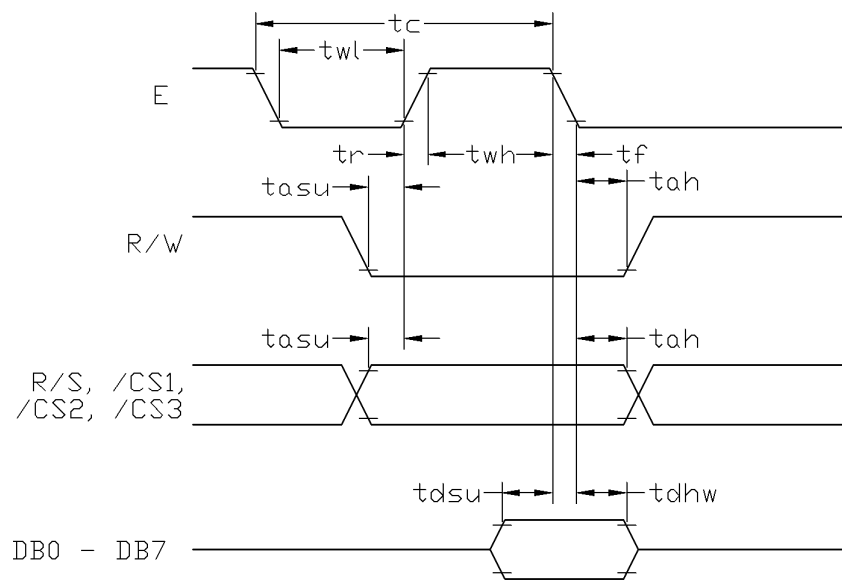 tc
twl
E
tr twh tf
tasu tah
R/W
tasu tah
R/S, /CS1,
/CS2, /CS3
tdsu tdhw
DB0 - DB7